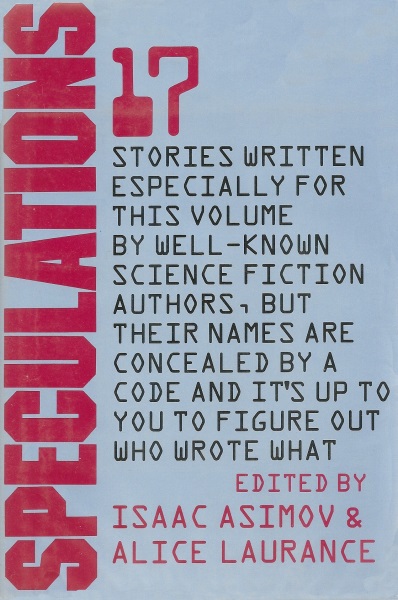 SPECULATIONS
17
STORIES WRITTEN
ESPECIALLY FOR
THIS VOLUME
BY WELL-KNOWN
SCIENCE FICTION
AUTHORS, BUT
THEIR NAMES ARE
CONCEALED BY A
CODE AND IT'S UP TO
YOU TO FIGURE OUT
WHO WROTE WHAT
EDITED BY
ISAAC ASIMOV &
ALICE LAURANCE